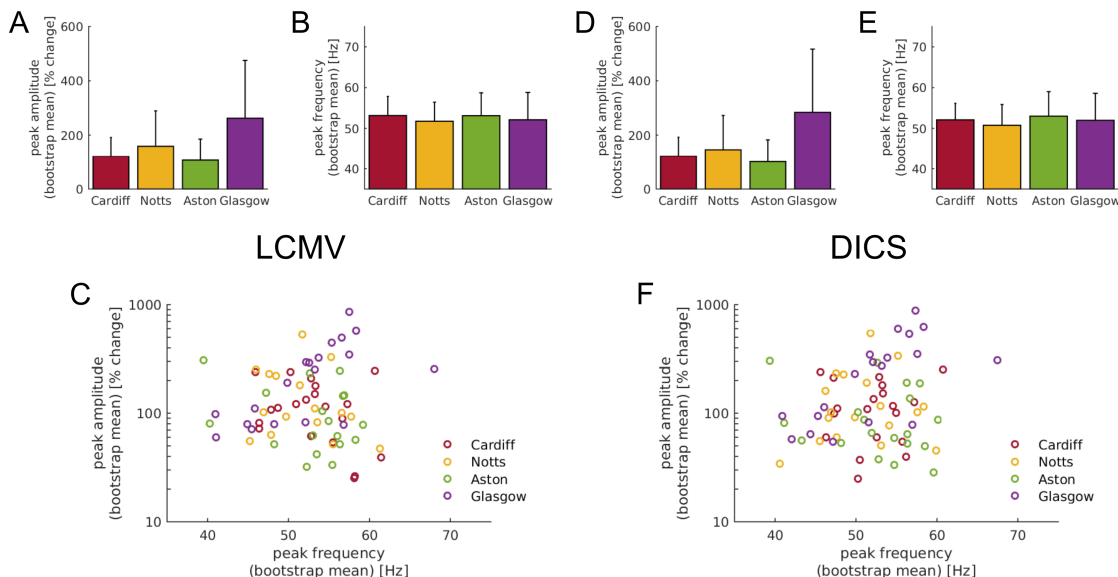 A
peak amplitude
(bootstrap mean) [% change]
600
400
200
0
Cardiff Notts Aston Glasgow
B
peak frequency
(bootstrap mean) [Hz]
70
60
50
40
Cardiff Notts Aston Glasgow
D
peak amplitude
(bootstrap mean) [% change]
600
400
200
0
Cardiff Notts Aston Glasgow
E
peak frequency
(bootstrap mean) [Hz]
70
60
50
40
Cardiff Notts Aston Glasgow
LCMV
DICS
C
peak amplitude
(bootstrap mean) [% change]
1000
100
10
Cardiff
Notts
Aston
Glasgow
40 50 60 70
peak frequency
(bootstrap mean) [Hz]
F
peak amplitude
(bootstrap mean) [% change]
1000
100
10
Cardiff
Notts
Aston
Glasgow
40 50 60 70
peak frequency
(bootstrap mean) [Hz]